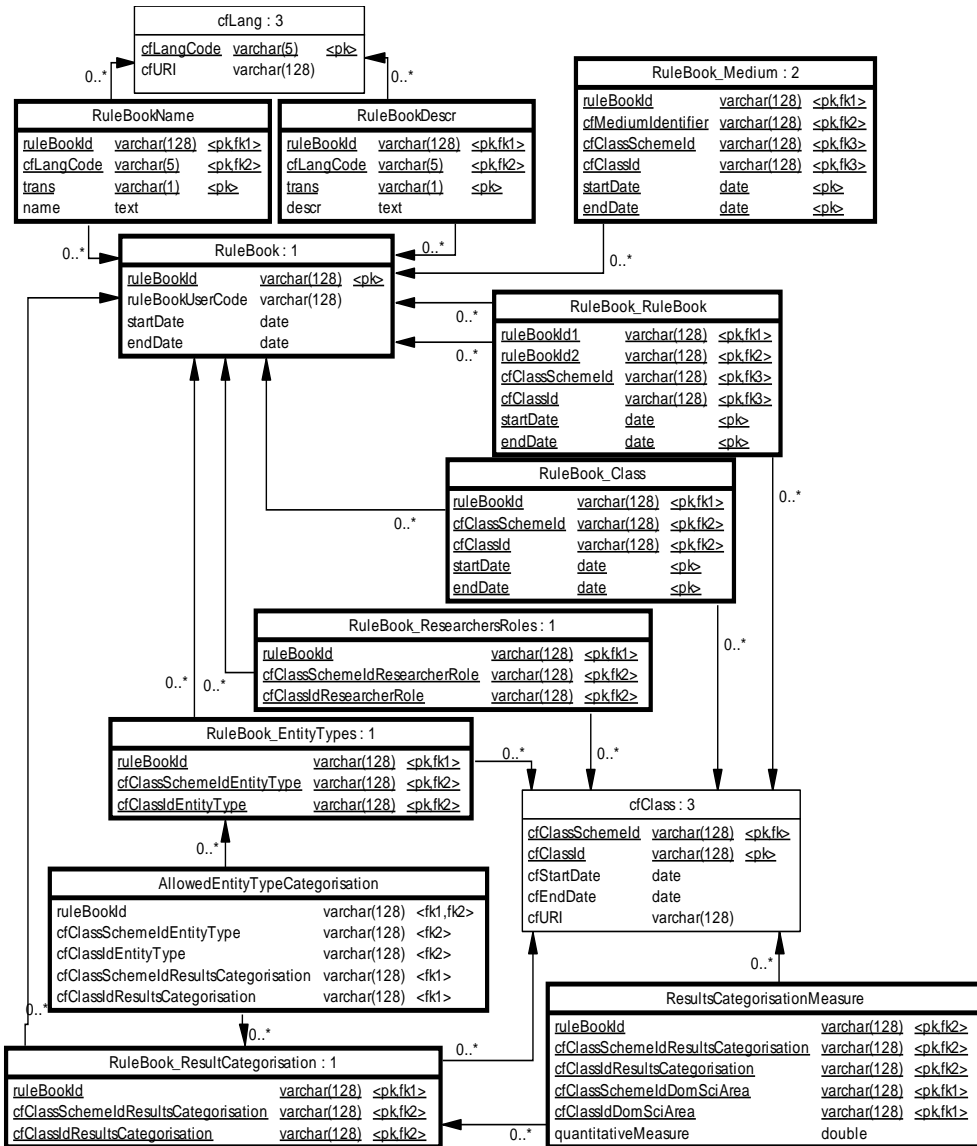 cfLang : 3
cfLangCode varchar(5) <pk>
cfURI varchar(128)
0..*
0..*
RuleBook_Medium : 2
ruleBookId varchar(128) <pk,fk1>
cfMediumIdentifier varchar(128) <pk,fk2>
cfClassSchemeId varchar(128) <pk,fk3>
cfClassId varchar(128) <pk,fk3>
startDate date <pk>
endDate date <pk>
0..*
RuleBookName
ruleBookId varchar(128) <pk,fk1>
cfLangCode varchar(5) <pk,fk2>
trans varchar(1) <pk>
name text
0..*
RuleBookDescr
ruleBookId varchar(128) <pk,fk1>
cfLangCode varchar(5) <pk,fk2>
trans varchar(1) <pk>
descr text
0..*
RuleBook : 1
ruleBookId varchar(128) <pk>
ruleBookUserCode varchar(128)
startDate date
endDate date
0..*
0..*
RuleBook_RuleBook
ruleBookId1 varchar(128) <pk,fk1>
ruleBookId2 varchar(128) <pk,fk2>
cfClassSchemeId varchar(128) <pk,fk3>
cfClassId varchar(128) <pk,fk3>
startDate date <pk>
endDate date <pk>
0..*
RuleBook_Class
ruleBookId varchar(128) <pk,fk1>
cfClassSchemeId varchar(128) <pk,fk2>
cfClassId varchar(128) <pk,fk2>
startDate date <pk>
endDate date <pk>
0..*
0..*
RuleBook_ResearchersRoles : 1
ruleBookId varchar(128) <pk,fk1>
cfClassSchemeIdResearcherRole varchar(128) <pk,fk2>
cfClassIdResearcherRole varchar(128) <pk,fk2>
0..*
0..*
0..*
RuleBook_EntityTypes : 1
ruleBookId varchar(128) <pk,fk1>
cfClassSchemeIdEntityType varchar(128) <pk,fk2>
cfClassIdEntityType varchar(128) <pk,fk2>
0..*
0..*
cfClass : 3
cfClassSchemeId varchar(128) <pk,fk>
cfClassId varchar(128) <pk>
cfStartDate date
cfEndDate date
cfURI varchar(128)
AllowedEntityTypeCategorisation
ruleBookId varchar(128) <fk1,fk2>
cfClassSchemeIdEntityType varchar(128) <fk2>
cfClassIdEntityType varchar(128) <fk2>
cfClassSchemeIdResultsCategorisation varchar(128) <fk1>
cfClassIdResultsCategorisation varchar(128) <fk1>
0..*
0..*
0..*
0..*
RuleBook_ResultCategorisation : 1
ruleBookId varchar(128) <pk,fk1>
cfClassSchemeIdResultsCategorisation varchar(128) <pk,fk2>
cfClassIdResultsCategorisation varchar(128) <pk,fk2>
0..*
ResultsCategorisationMeasure
ruleBookId varchar(128) <pk,fk2>
cfClassSchemeIdResultsCategorisation varchar(128) <pk,fk2>
cfClassIdResultsCategorisation varchar(128) <pk,fk2>
cfClassSchemeIdDomSciArea varchar(128) <pk,fk1>
cfClassIdDomSciArea varchar(128) <pk,fk1>
quantitativeMeasure double